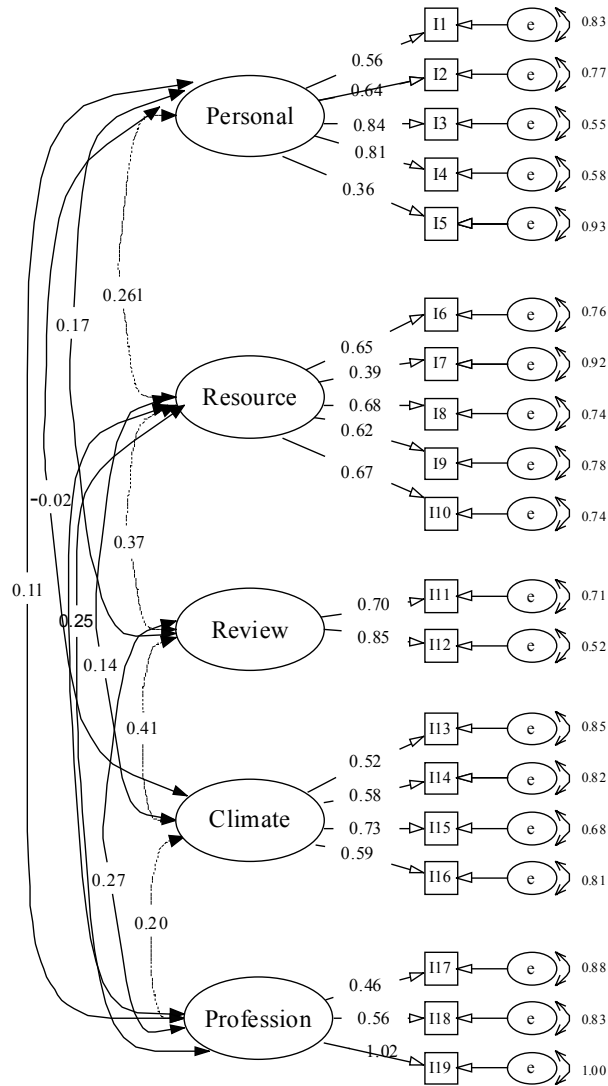 I1
e
0.83
0.56
I2
e
0.77
0.64
Personal
0.84
I3
e
0.55
0.81
I4
e
0.58
0.36
I5
e
0.93
0.261
0.17
I6
e
0.76
0.65
I7
e
0.92
0.39
Resource
0.68
I8
e
0.74
0.62
I9
e
0.78
0.67
I10
e
0.74
-0.02
0.37
0.11
0.25
0.14
0.70
I11
e
0.71
Review
0.85
I12
e
0.52
0.41
I13
e
0.85
0.52
I14
e
0.82
0.58
Climate
0.73
I15
e
0.68
0.59
I16
e
0.81
0.27
0.20
I17
e
0.88
0.46
Profession
0.56
I18
e
0.83
1.02
I19
e
1.00